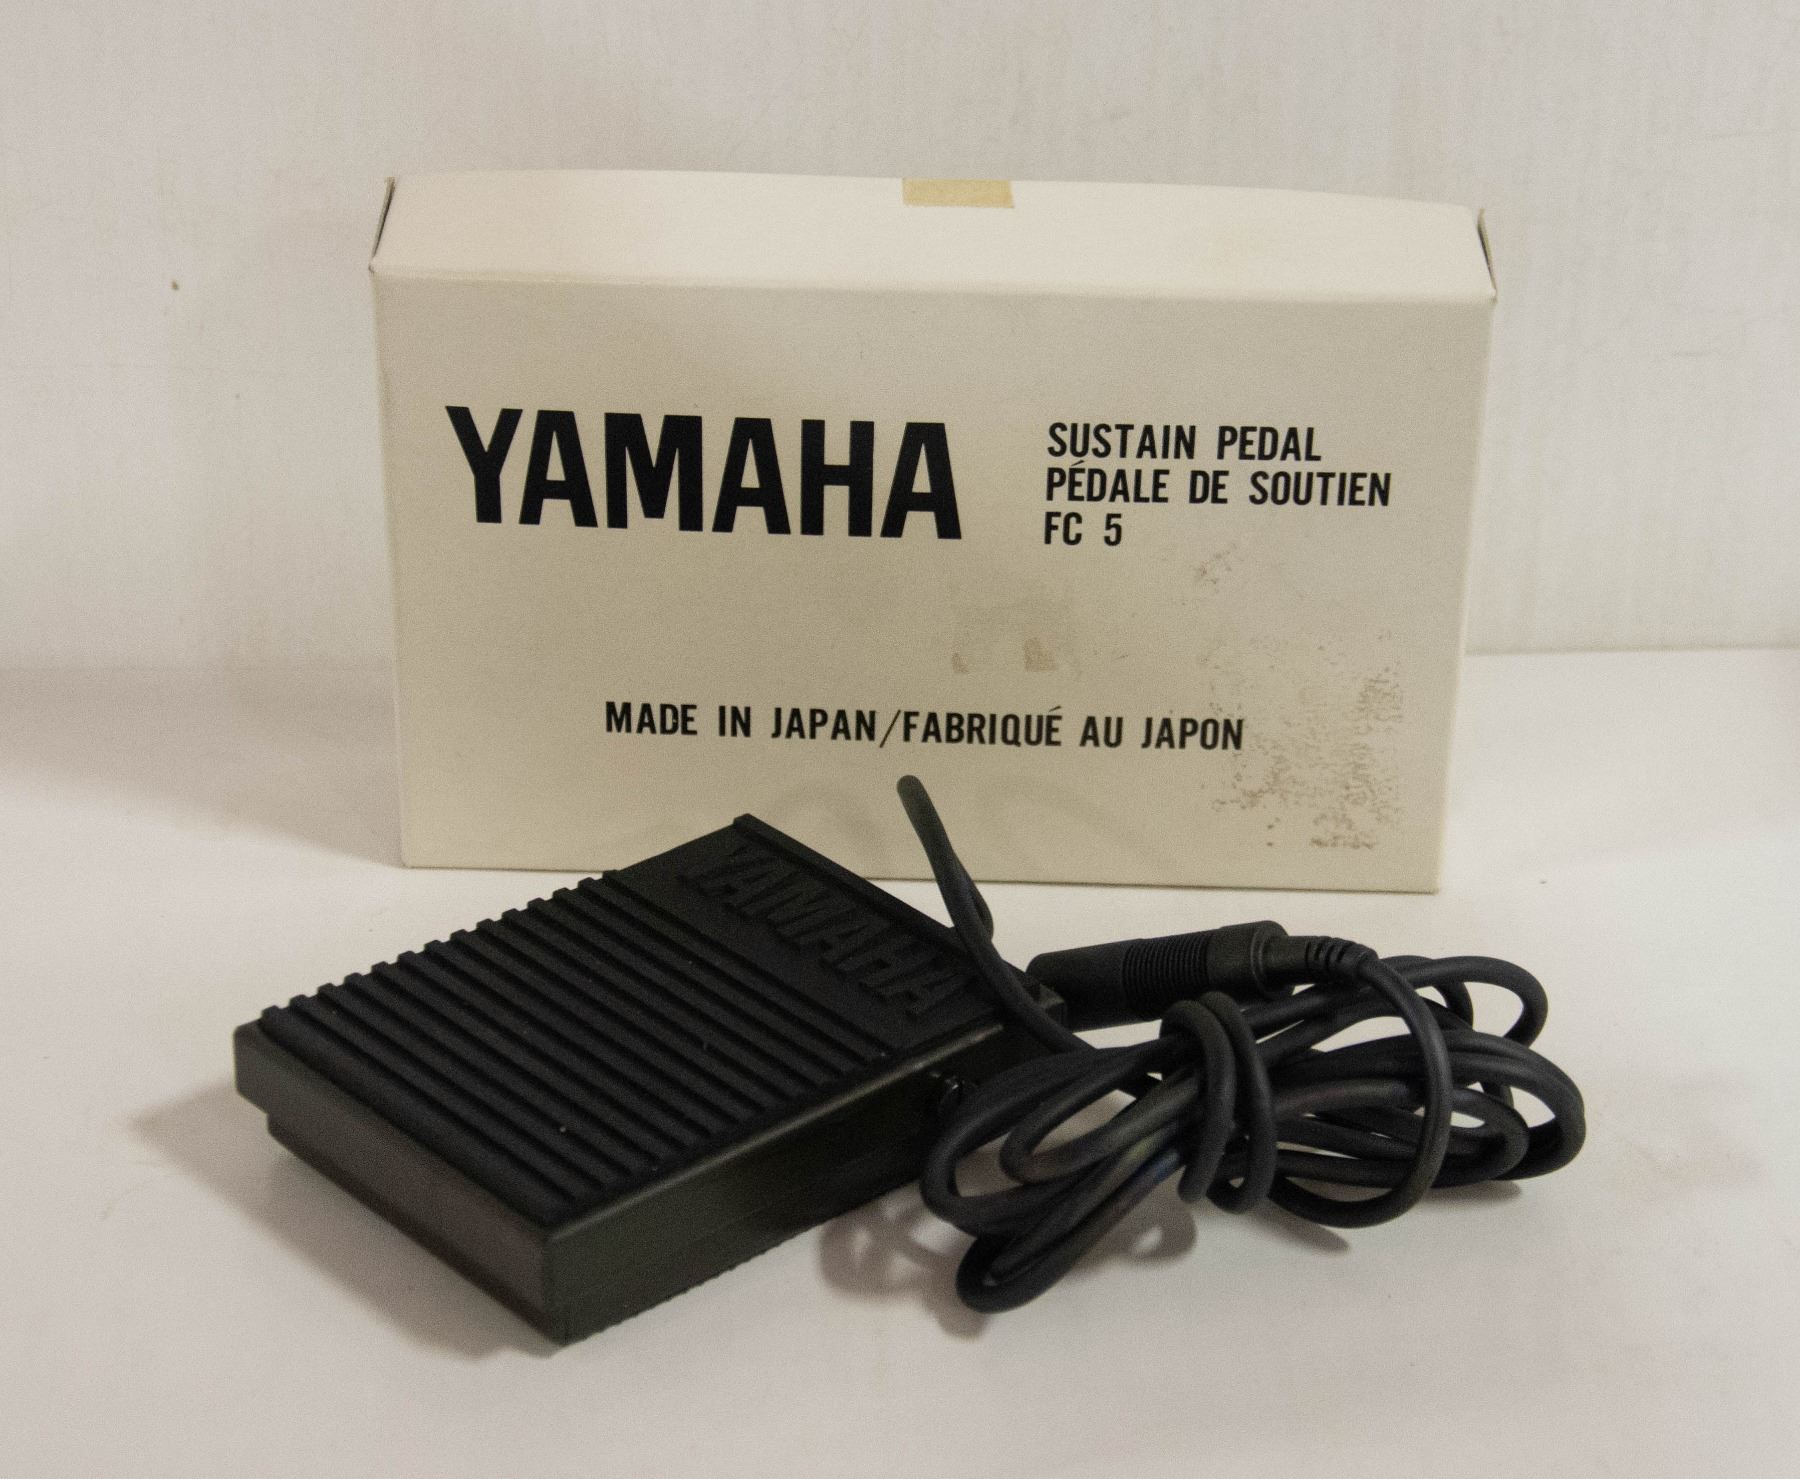 YAMAHA
SUSTAIN PEDAL
PÉDALE DE SOUTIEN
FC 5
MADE IN JAPAN/FABRIQUÉ AU JAPON
YAMAHA